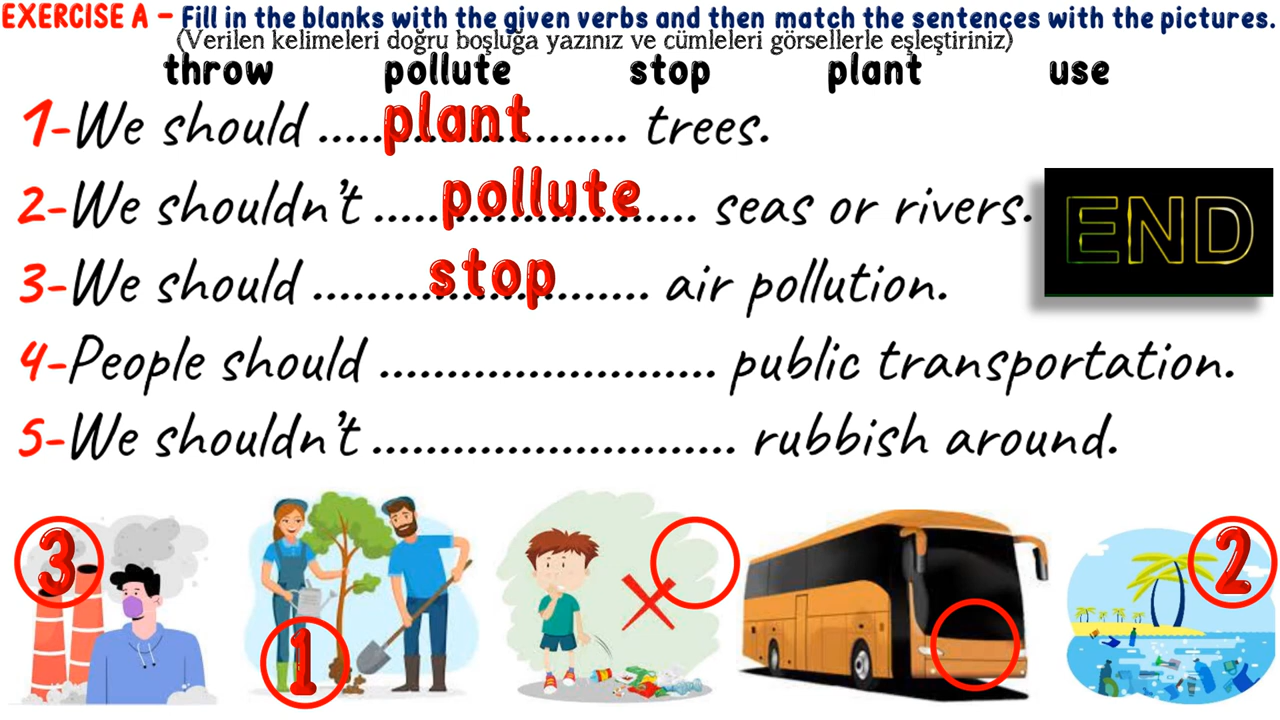 EXERCISE A - Fill in the blanks with the given verbs and then match the sentences with the pictures.
(Verilen kelimeleri doğru boşluğa yazınız ve cümleleri görsellerle eşleştiriniz)
throw pollute stop plant use
1-We should .....plant....... trees.
2-We shouldn't .....pollute.... seas or rivers.
END
3-We should .........stop....... air pollution.
4-People should ......................... public transportation.
5-We shouldn't ........................... rubbish around.
3 1 2